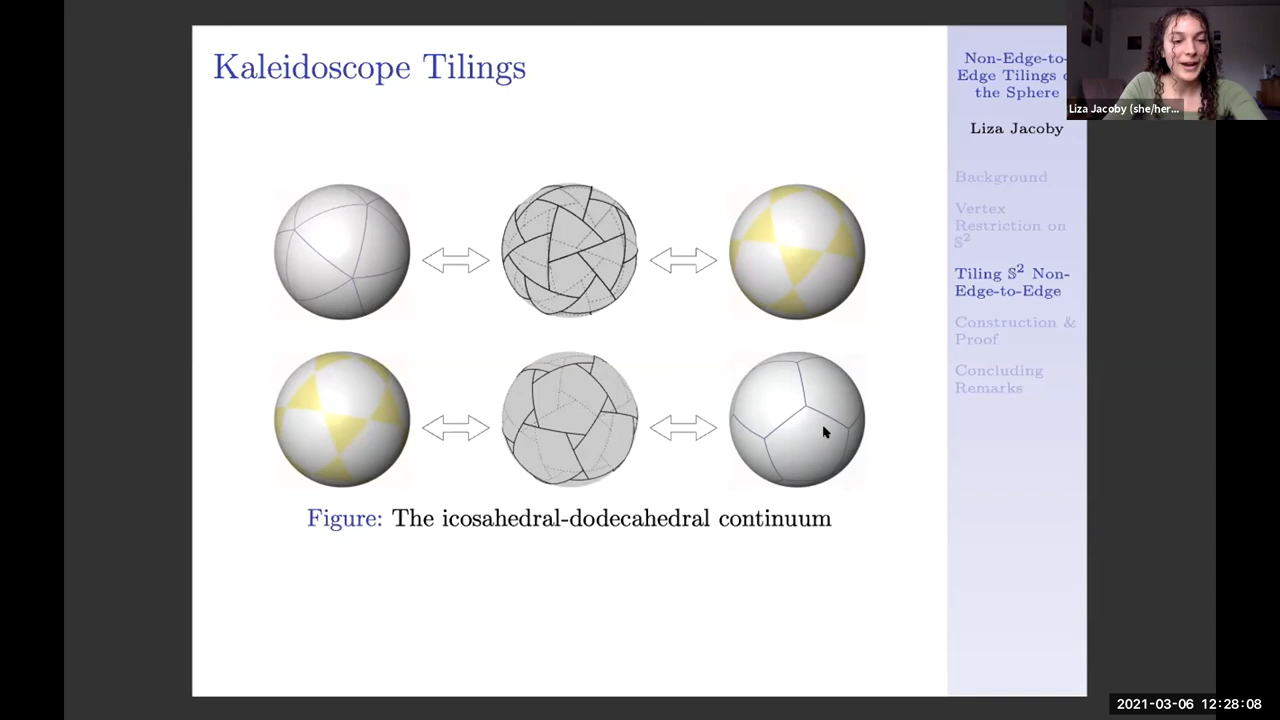 Kaleidoscope Tilings
Figure: The icosahedral-dodecahedral continuum
Non-Edge-to-
Edge Tilings
the Sphere
Liza Jacoby
Background
Vertex
Restriction on
𝕊²
Tiling 𝕊² Non-
Edge-to-Edge
Construction &
Proof
Concluding
Remarks
Liza Jacoby (she/her...
2021-03-06 12:28:08